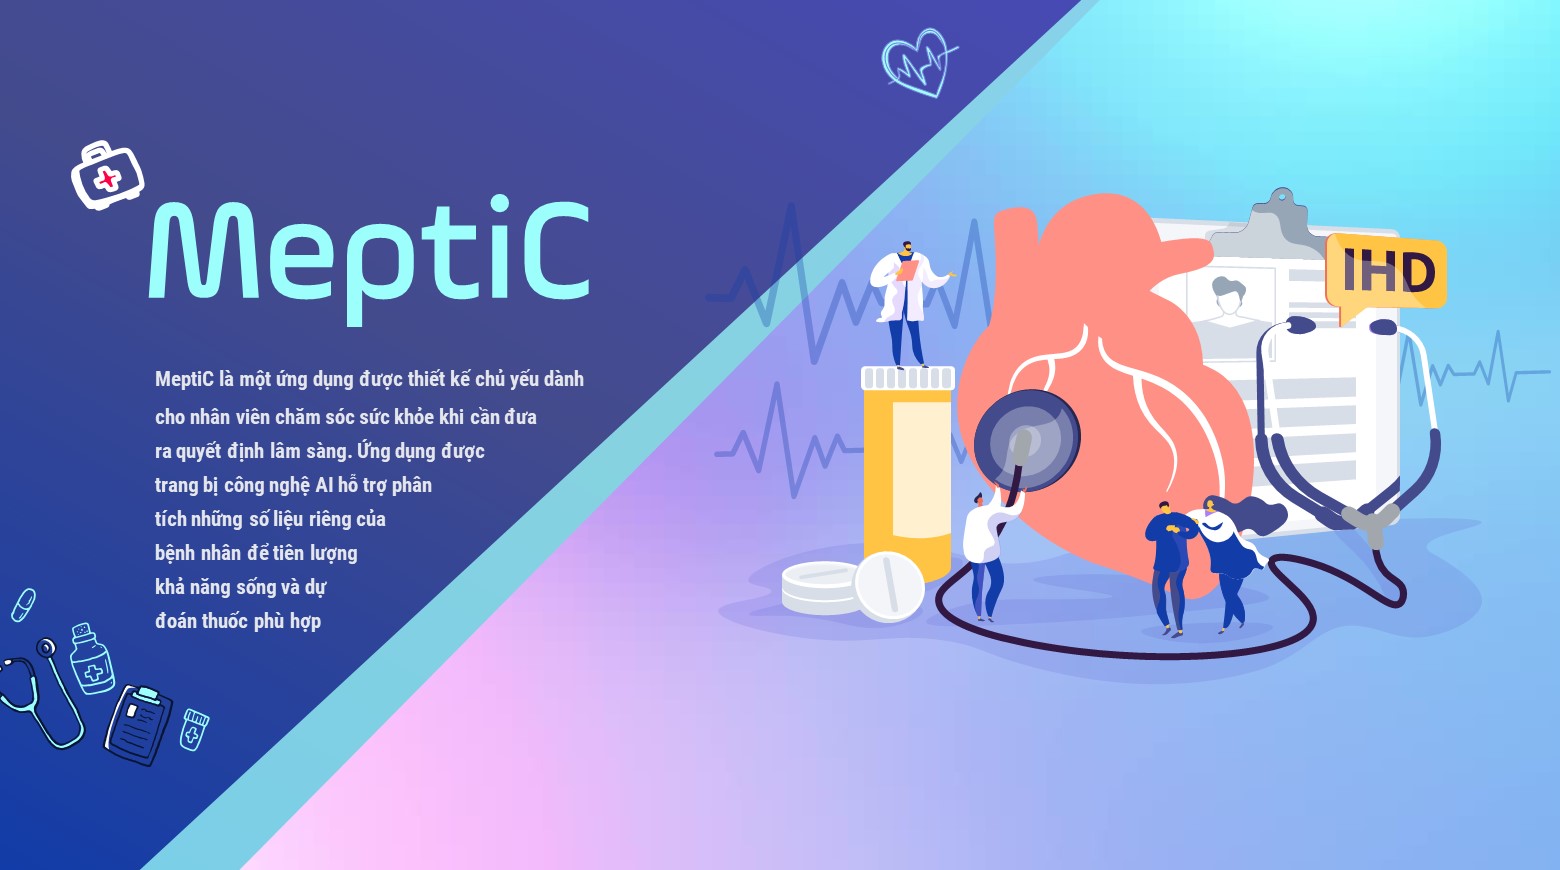 MeptiC
MeptiC là một ứng dụng được thiết kế chủ yếu dành
cho nhân viên chăm sóc sức khỏe khi cần đưa
ra quyết định lâm sàng. Ứng dụng được
trang bị công nghệ AI hỗ trợ phân
tích những số liệu riêng của
bệnh nhân để tiên lượng
khả năng sống và dự
đoán thuốc phù hợp
IHD